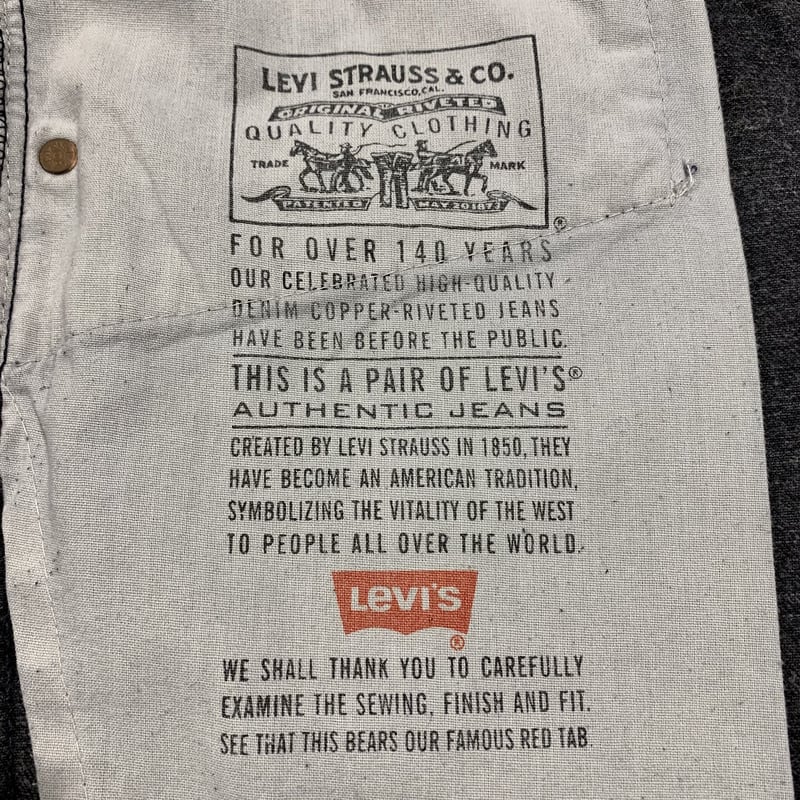 LEVI STRAUSS & CO.
SAN FRANCISCO, CAL.
ORIGINAL RIVETED
QUALITY CLOTHING
TRADE MARK
PATENTED MAY 20 1873
®
FOR OVER 140 YEARS
OUR CELEBRATED HIGH-QUALITY
DENIM COPPER-RIVETED JEANS
HAVE BEEN BEFORE THE PUBLIC.
THIS IS A PAIR OF LEVI'S®
AUTHENTIC JEANS
CREATED BY LEVI STRAUSS IN 1850, THEY
HAVE BECOME AN AMERICAN TRADITION,
SYMBOLIZING THE VITALITY OF THE WEST
TO PEOPLE ALL OVER THE WORLD.
LEVI'S
®
WE SHALL THANK YOU TO CAREFULLY
EXAMINE THE SEWING, FINISH AND FIT.
SEE THAT THIS BEARS OUR FAMOUS RED TAB.